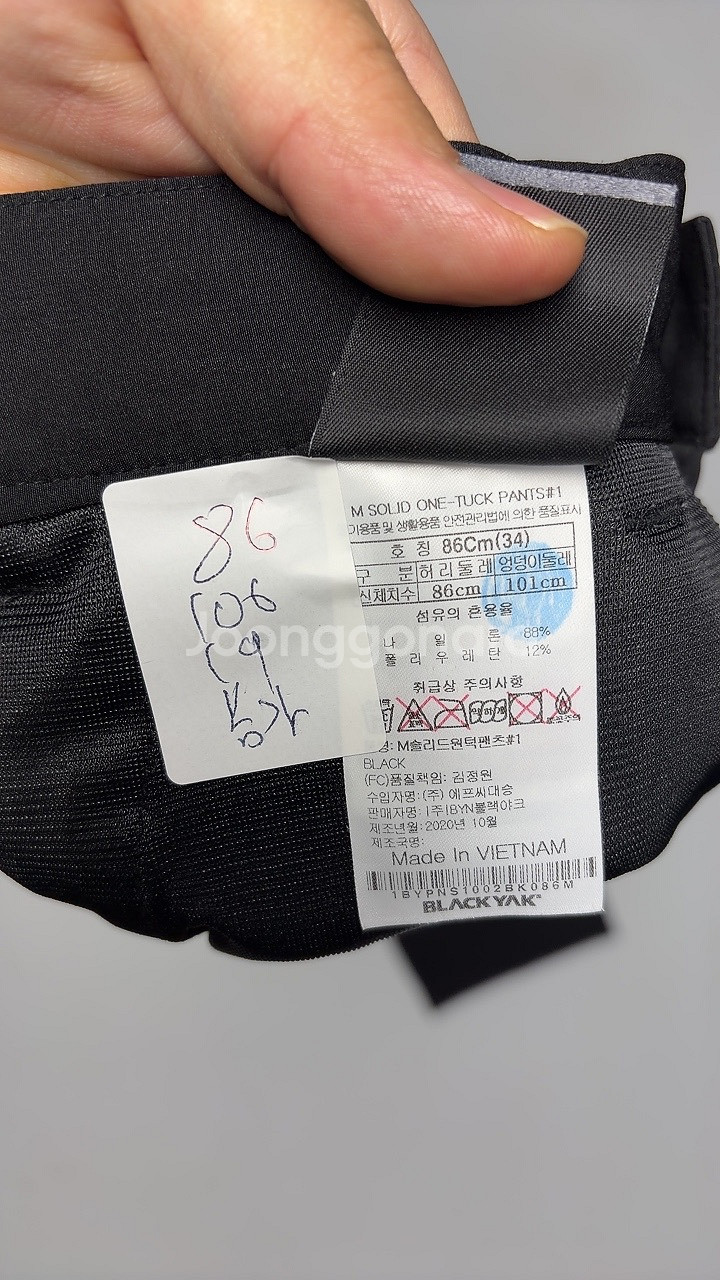 86
106
19
M SOLID ONE-TUCK PANTS#1
기용품 및 생활용품 안전관리법에 의한 품질표시
호 칭 86Cm(34)
구 분 허리둘레 엉덩이둘레
신체치수 86cm 101cm
섬유의 혼용율
나 일 론 88%
폴 리 우 레 탄 12%
취급상 주의사항
약하게
명: M솔리드원턱팬츠#1
BLACK
(FC)품질책임: 김정원
수입자명: (주) 에프씨대승
판매자명: (주)BYN블랙야크
제조년월: 2020년 10월
제조국명:
Made In VIETNAM
1BYPNS1002BK086M
BLACKYAK
Joonggonara